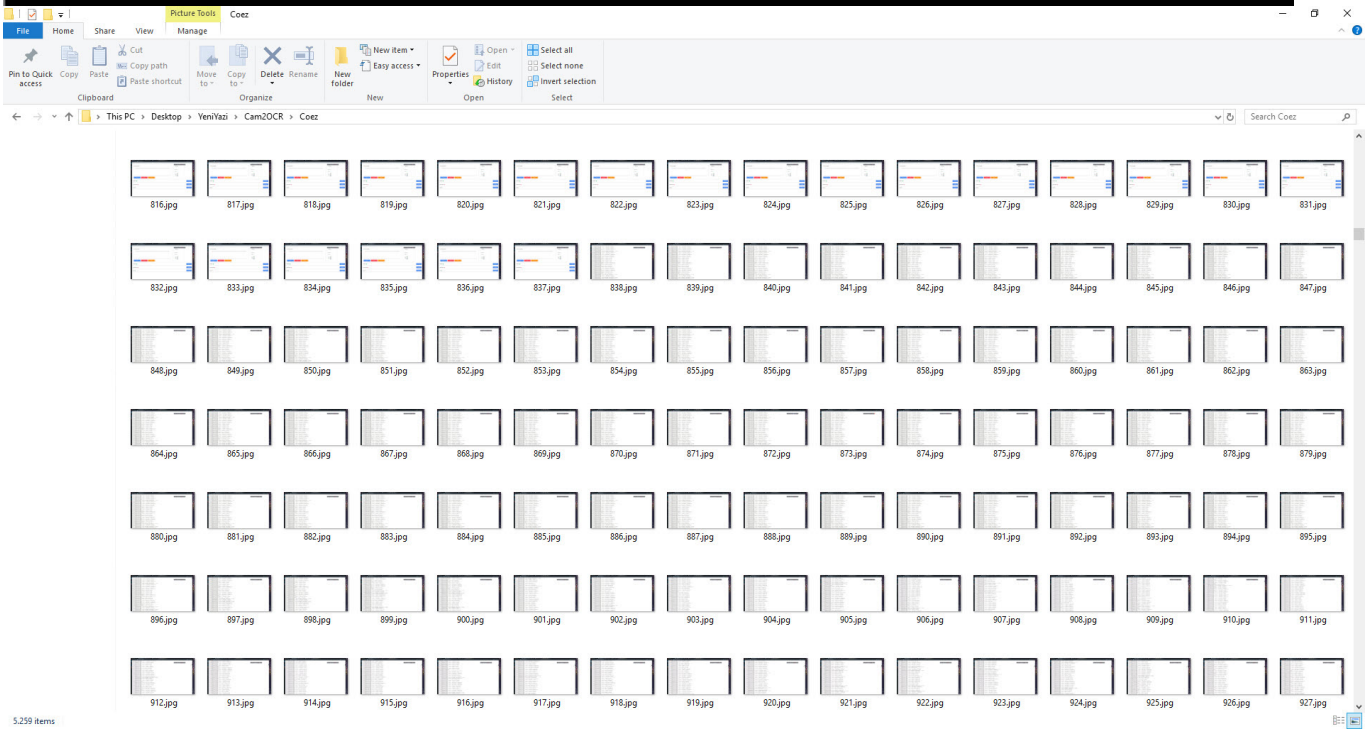 Picture Tools Coez
File Home Share View Manage
Pin to Quick access
Copy
Paste
Cut
Copy path
Paste shortcut
Clipboard
Move to
Copy to
Delete
Rename
Organize
New folder
New item
Easy access
New
Properties
Open
Edit
History
Open
Select all
Select none
Invert selection
Select
This PC > Desktop > YeniYazi > Cam2OCR > Coez
Search Coez
816.jpg 817.jpg 818.jpg 819.jpg 820.jpg 821.jpg 822.jpg 823.jpg 824.jpg 825.jpg 826.jpg 827.jpg 828.jpg 829.jpg 830.jpg 831.jpg
832.jpg 833.jpg 834.jpg 835.jpg 836.jpg 837.jpg 838.jpg 839.jpg 840.jpg 841.jpg 842.jpg 843.jpg 844.jpg 845.jpg 846.jpg 847.jpg
848.jpg 849.jpg 850.jpg 851.jpg 852.jpg 853.jpg 854.jpg 855.jpg 856.jpg 857.jpg 858.jpg 859.jpg 860.jpg 861.jpg 862.jpg 863.jpg
864.jpg 865.jpg 866.jpg 867.jpg 868.jpg 869.jpg 870.jpg 871.jpg 872.jpg 873.jpg 874.jpg 875.jpg 876.jpg 877.jpg 878.jpg 879.jpg
880.jpg 881.jpg 882.jpg 883.jpg 884.jpg 885.jpg 886.jpg 887.jpg 888.jpg 889.jpg 890.jpg 891.jpg 892.jpg 893.jpg 894.jpg 895.jpg
896.jpg 897.jpg 898.jpg 899.jpg 900.jpg 901.jpg 902.jpg 903.jpg 904.jpg 905.jpg 906.jpg 907.jpg 908.jpg 909.jpg 910.jpg 911.jpg
912.jpg 913.jpg 914.jpg 915.jpg 916.jpg 917.jpg 918.jpg 919.jpg 920.jpg 921.jpg 922.jpg 923.jpg 924.jpg 925.jpg 926.jpg 927.jpg
5.259 items